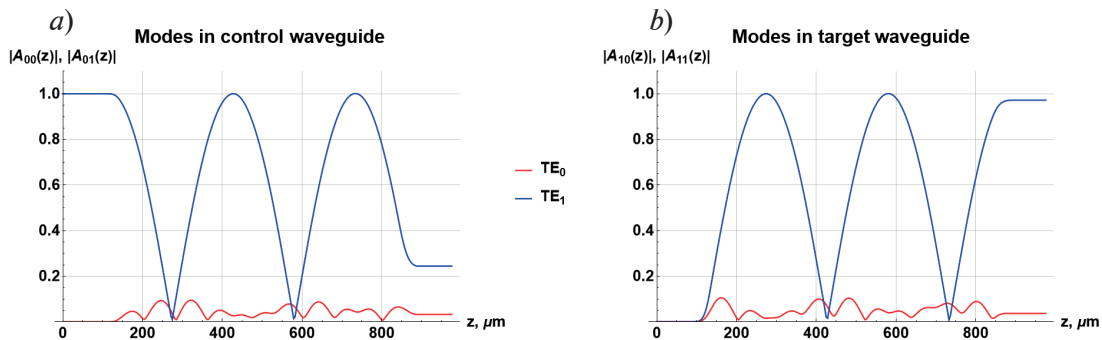 a)
Modes in control waveguide
|A₀₀(z)|, |A₀₁(z)|
1.0
0.8
0.6
0.4
0.2
0 200 400 600 800 z, μm
TE₀
TE₁
b)
Modes in target waveguide
|A₁₀(z)|, |A₁₁(z)|
1.0
0.8
0.6
0.4
0.2
0 200 400 600 800 z, μm